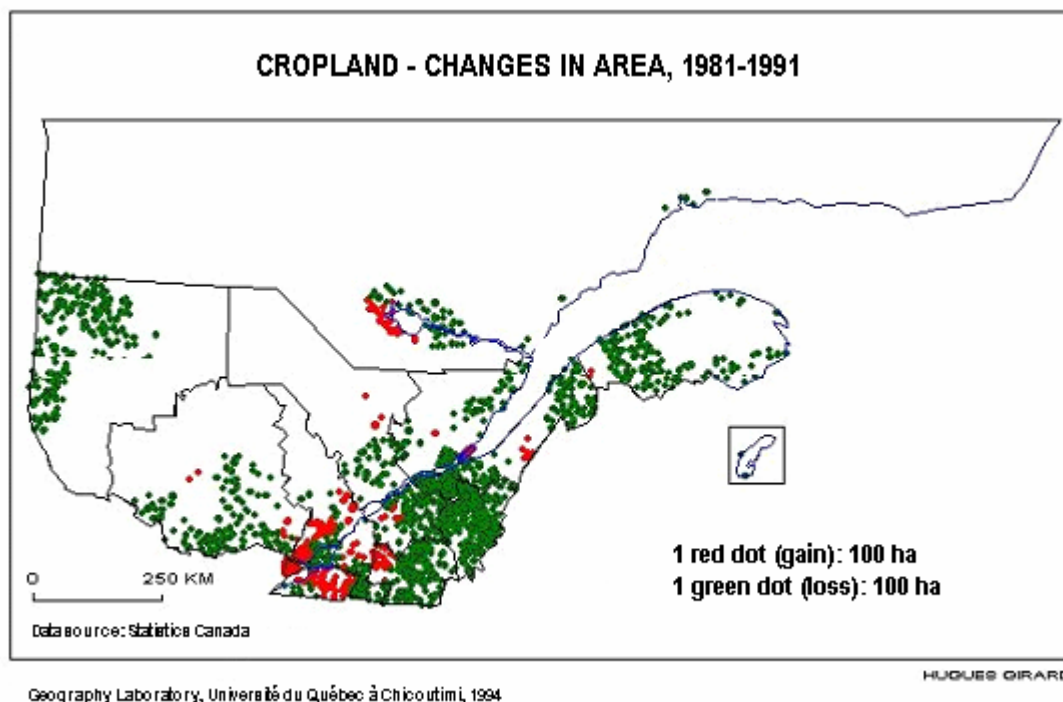 CROPLAND - CHANGES IN AREA, 1981-1991
1 red dot (gain): 100 ha
1 green dot (loss): 100 ha
0 250 KM
Data source: Statistics Canada
HUGUES GIRARD
Geography Laboratory, Université du Québec à Chicoutimi, 1994